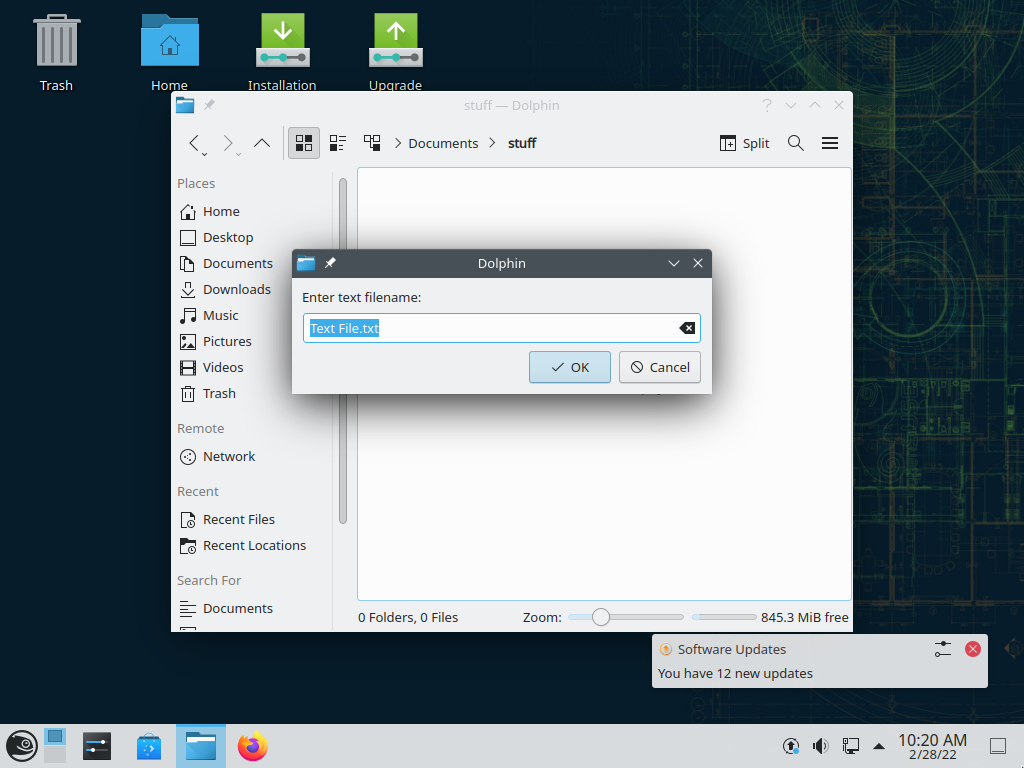 Trash
Home
Installation
Upgrade
stuff — Dolphin
Documents
stuff
Split
Places
Home
Desktop
Documents
Downloads
Music
Pictures
Videos
Trash
Remote
Network
Recent
Recent Files
Recent Locations
Search For
Documents
Dolphin
Enter text filename:
Text File.txt
OK
Cancel
0 Folders, 0 Files
Zoom:
845.3 MiB free
Software Updates
You have 12 new updates
10:20 AM
2/28/22